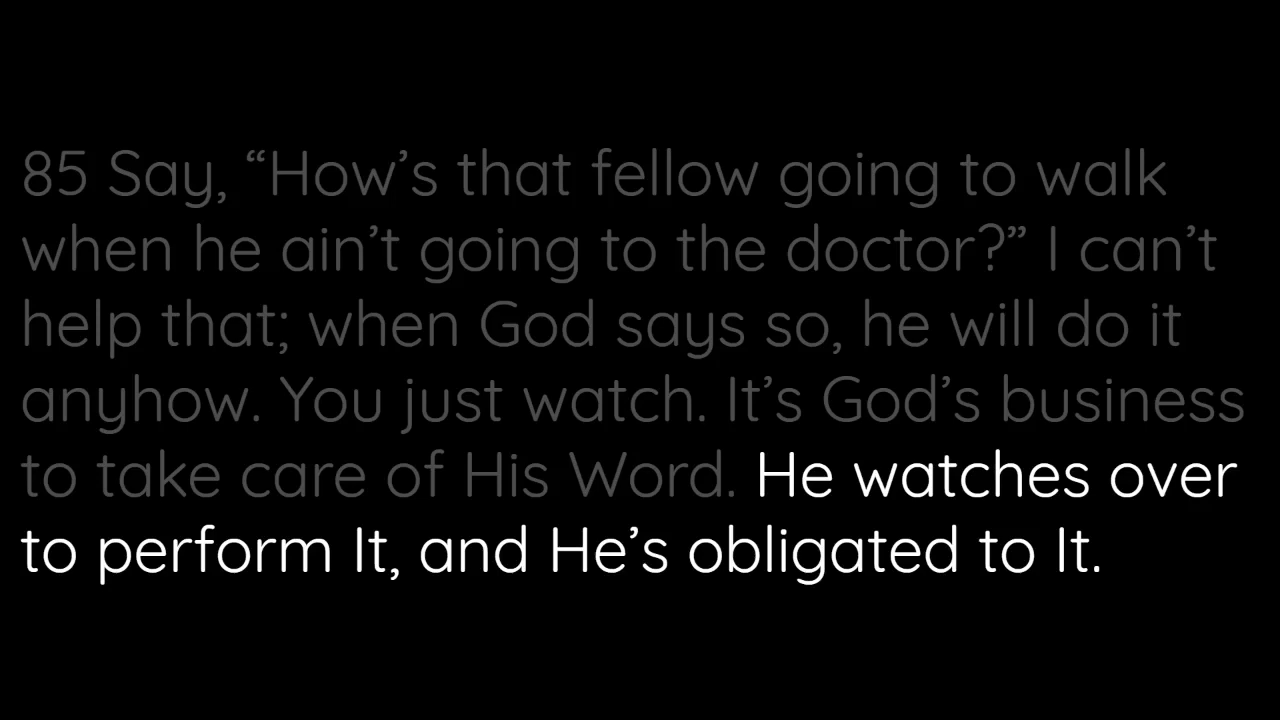 85 Say, “How’s that fellow going to walk
when he ain’t going to the doctor?” I can’t
help that; when God says so, he will do it
anyhow. You just watch. It’s God’s business
to take care of His Word. He watches over
to perform It, and He’s obligated to It.